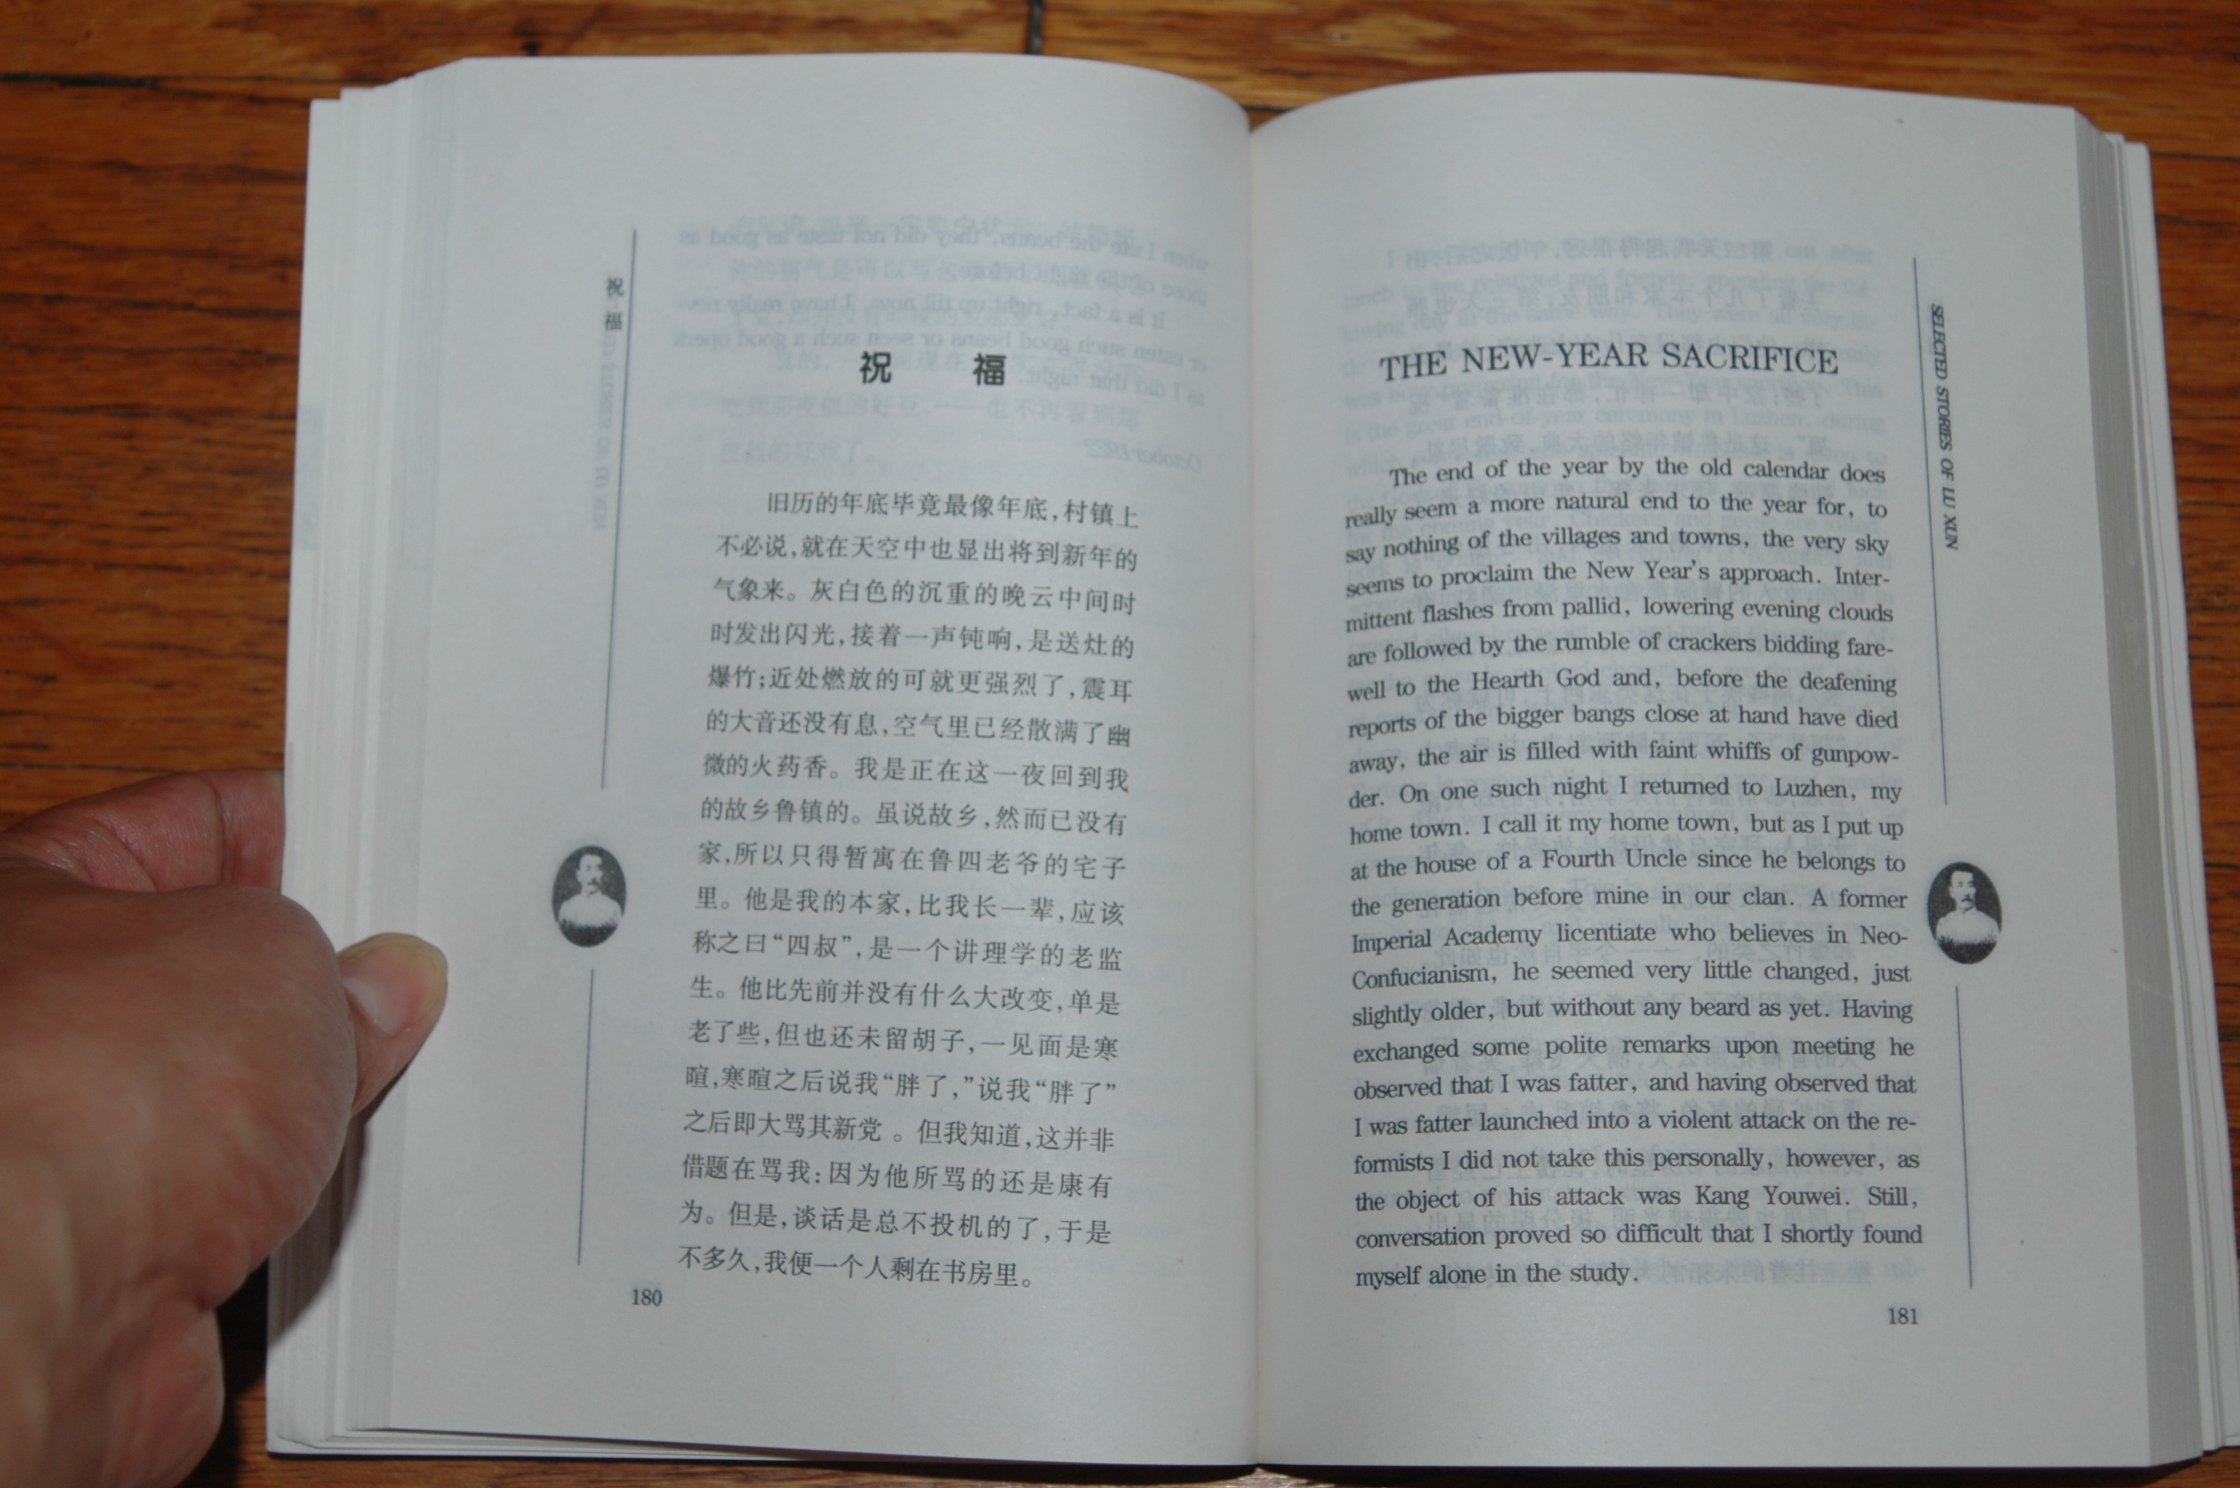 祝
福
祝 福
旧历的年底毕竟最像年底,村镇上
不必说,就在天空中也显出将到新年的
气象来。灰白色的沉重的晚云中间时
时发出闪光,接着一声钝响,是送灶的
爆竹;近处燃放的可就更强烈了,震耳
的大音还没有息,空气里已经散满了幽
微的火药香。我是正在这一夜回到我
的故乡鲁镇的。虽说故乡,然而已没有
家,所以只得暂寓在鲁四老爷的宅子
里。他是我的本家,比我长一辈,应该
称之曰“四叔”,是一个讲理学的老监
生。他比先前并没有什么大改变,单是
老了些,但也还未留胡子,一见面是寒
暄,寒暄之后说我“胖了,”说我“胖了”
之后即大骂其新党。但我知道,这并非
借题在骂我:因为他所骂的还是康有
为。但是,谈话是总不投机的了,于是
不多久,我便一个人剩在书房里。
180
SELECTED STORIES OF LU XUN
THE NEW-YEAR SACRIFICE
The end of the year by the old calendar does
really seem a more natural end to the year for, to
say nothing of the villages and towns, the very sky
seems to proclaim the New Year's approach. Inter-
mittent flashes from pallid, lowering evening clouds
are followed by the rumble of crackers bidding fare-
well to the Hearth God and, before the deafening
reports of the bigger bangs close at hand have died
away, the air is filled with faint whiffs of gunpow-
der. On one such night I returned to Luzhen, my
home town. I call it my home town, but as I put up
at the house of a Fourth Uncle since he belongs to
the generation before mine in our clan. A former
Imperial Academy licentiate who believes in Neo-
Confucianism, he seemed very little changed, just
slightly older, but without any beard as yet. Having
exchanged some polite remarks upon meeting he
observed that I was fatter, and having observed that
I was fatter launched into a violent attack on the re-
formists I did not take this personally, however, as
the object of his attack was Kang Youwei. Still,
conversation proved so difficult that I shortly found
myself alone in the study.
181